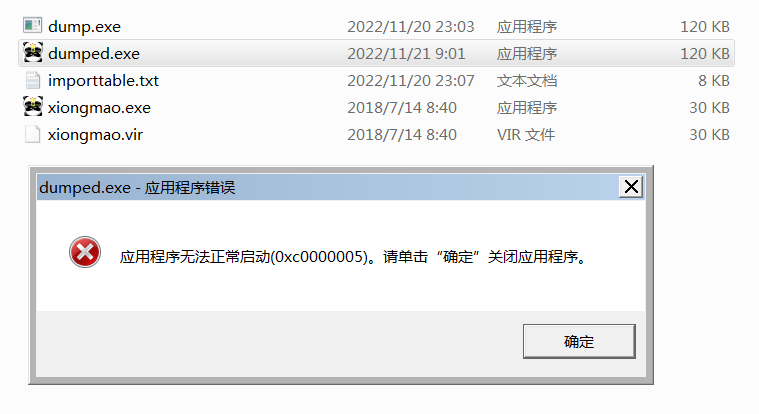 dump.exe 2022/11/20 23:03 应用程序 120 KB
dumped.exe 2022/11/21 9:01 应用程序 120 KB
importtable.txt 2022/11/20 23:07 文本文档 8 KB
xiongmao.exe 2018/7/14 8:40 应用程序 30 KB
xiongmao.vir 2018/7/14 8:40 VIR 文件 30 KB
dumped.exe - 应用程序错误
应用程序无法正常启动(0xc0000005)。请单击“确定”关闭应用程序。
确定